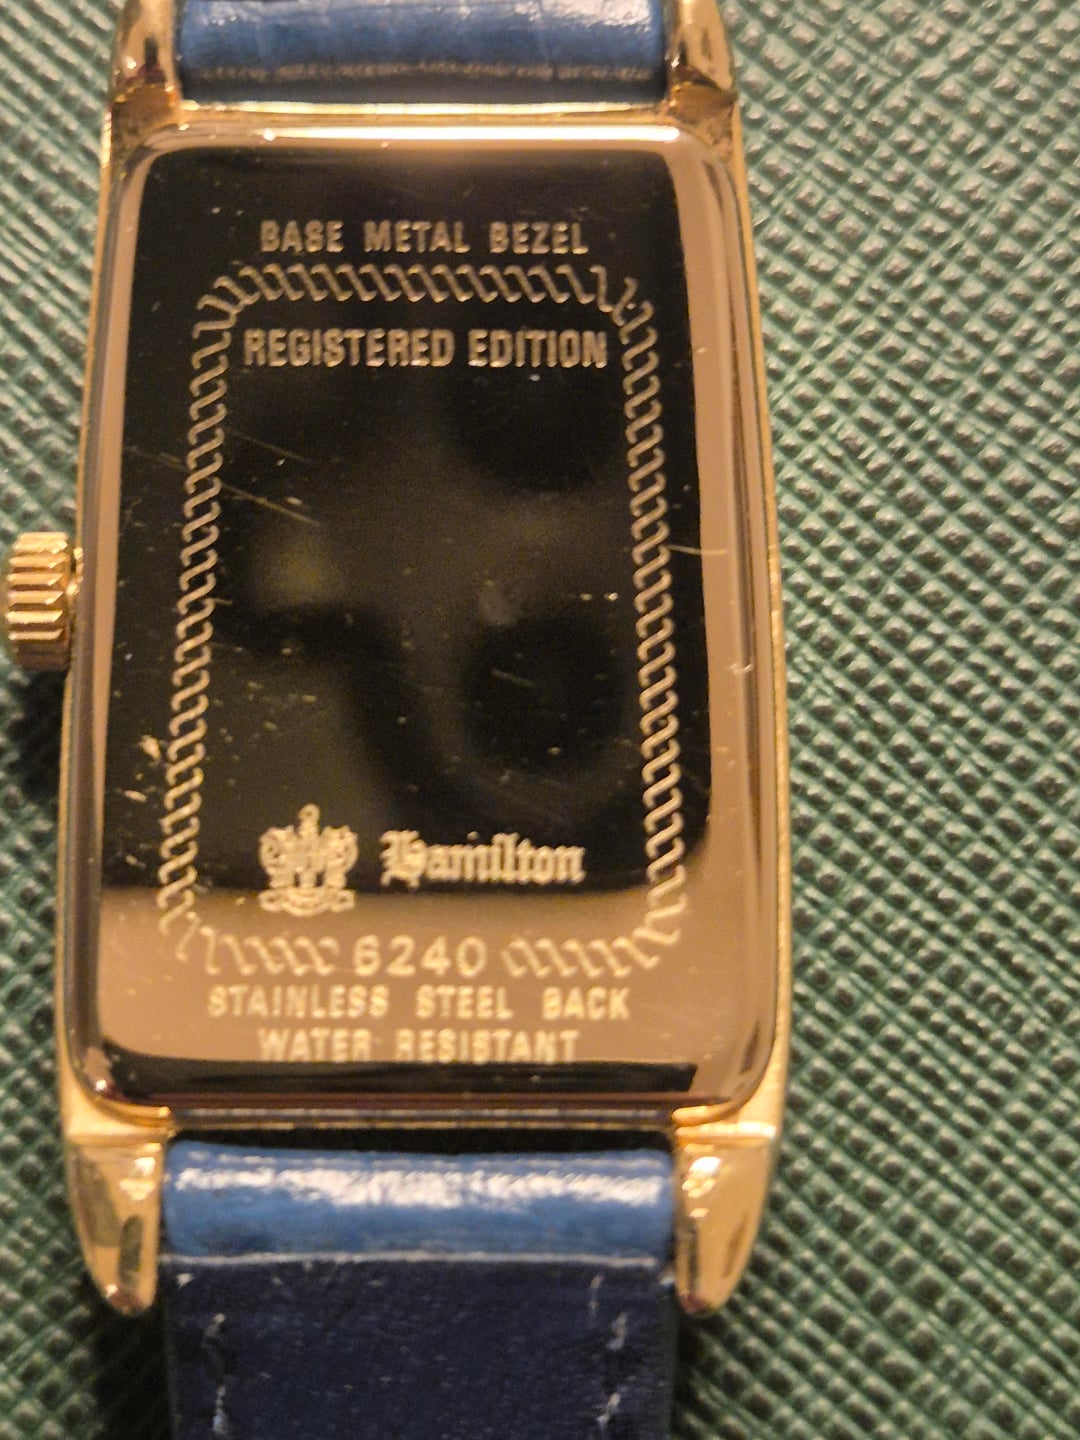 BASE METAL BEZEL
REGISTERED EDITION
Hamilton
6240
STAINLESS STEEL BACK
WATER RESISTANT